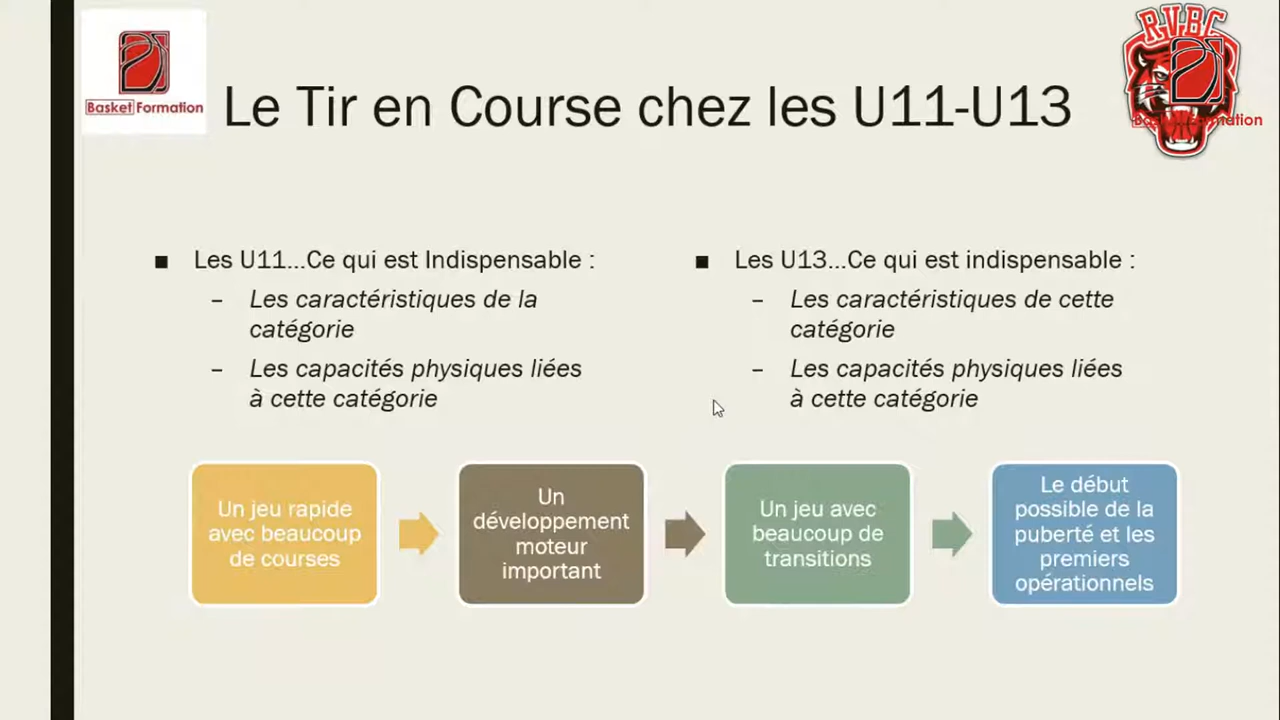 Basket Formation
Le Tir en Course chez les U11-U13
RVBC
Basket Formation
Les U11...Ce qui est Indispensable :
– Les caractéristiques de la
catégorie
– Les capacités physiques liées
à cette catégorie
Les U13...Ce qui est indispensable :
– Les caractéristiques de cette
catégorie
– Les capacités physiques liées
à cette catégorie
Un jeu rapide
avec beaucoup
de courses
Un
développement
moteur
important
Un jeu avec
beaucoup de
transitions
Le début
possible de la
puberté et les
premiers
opérationnels